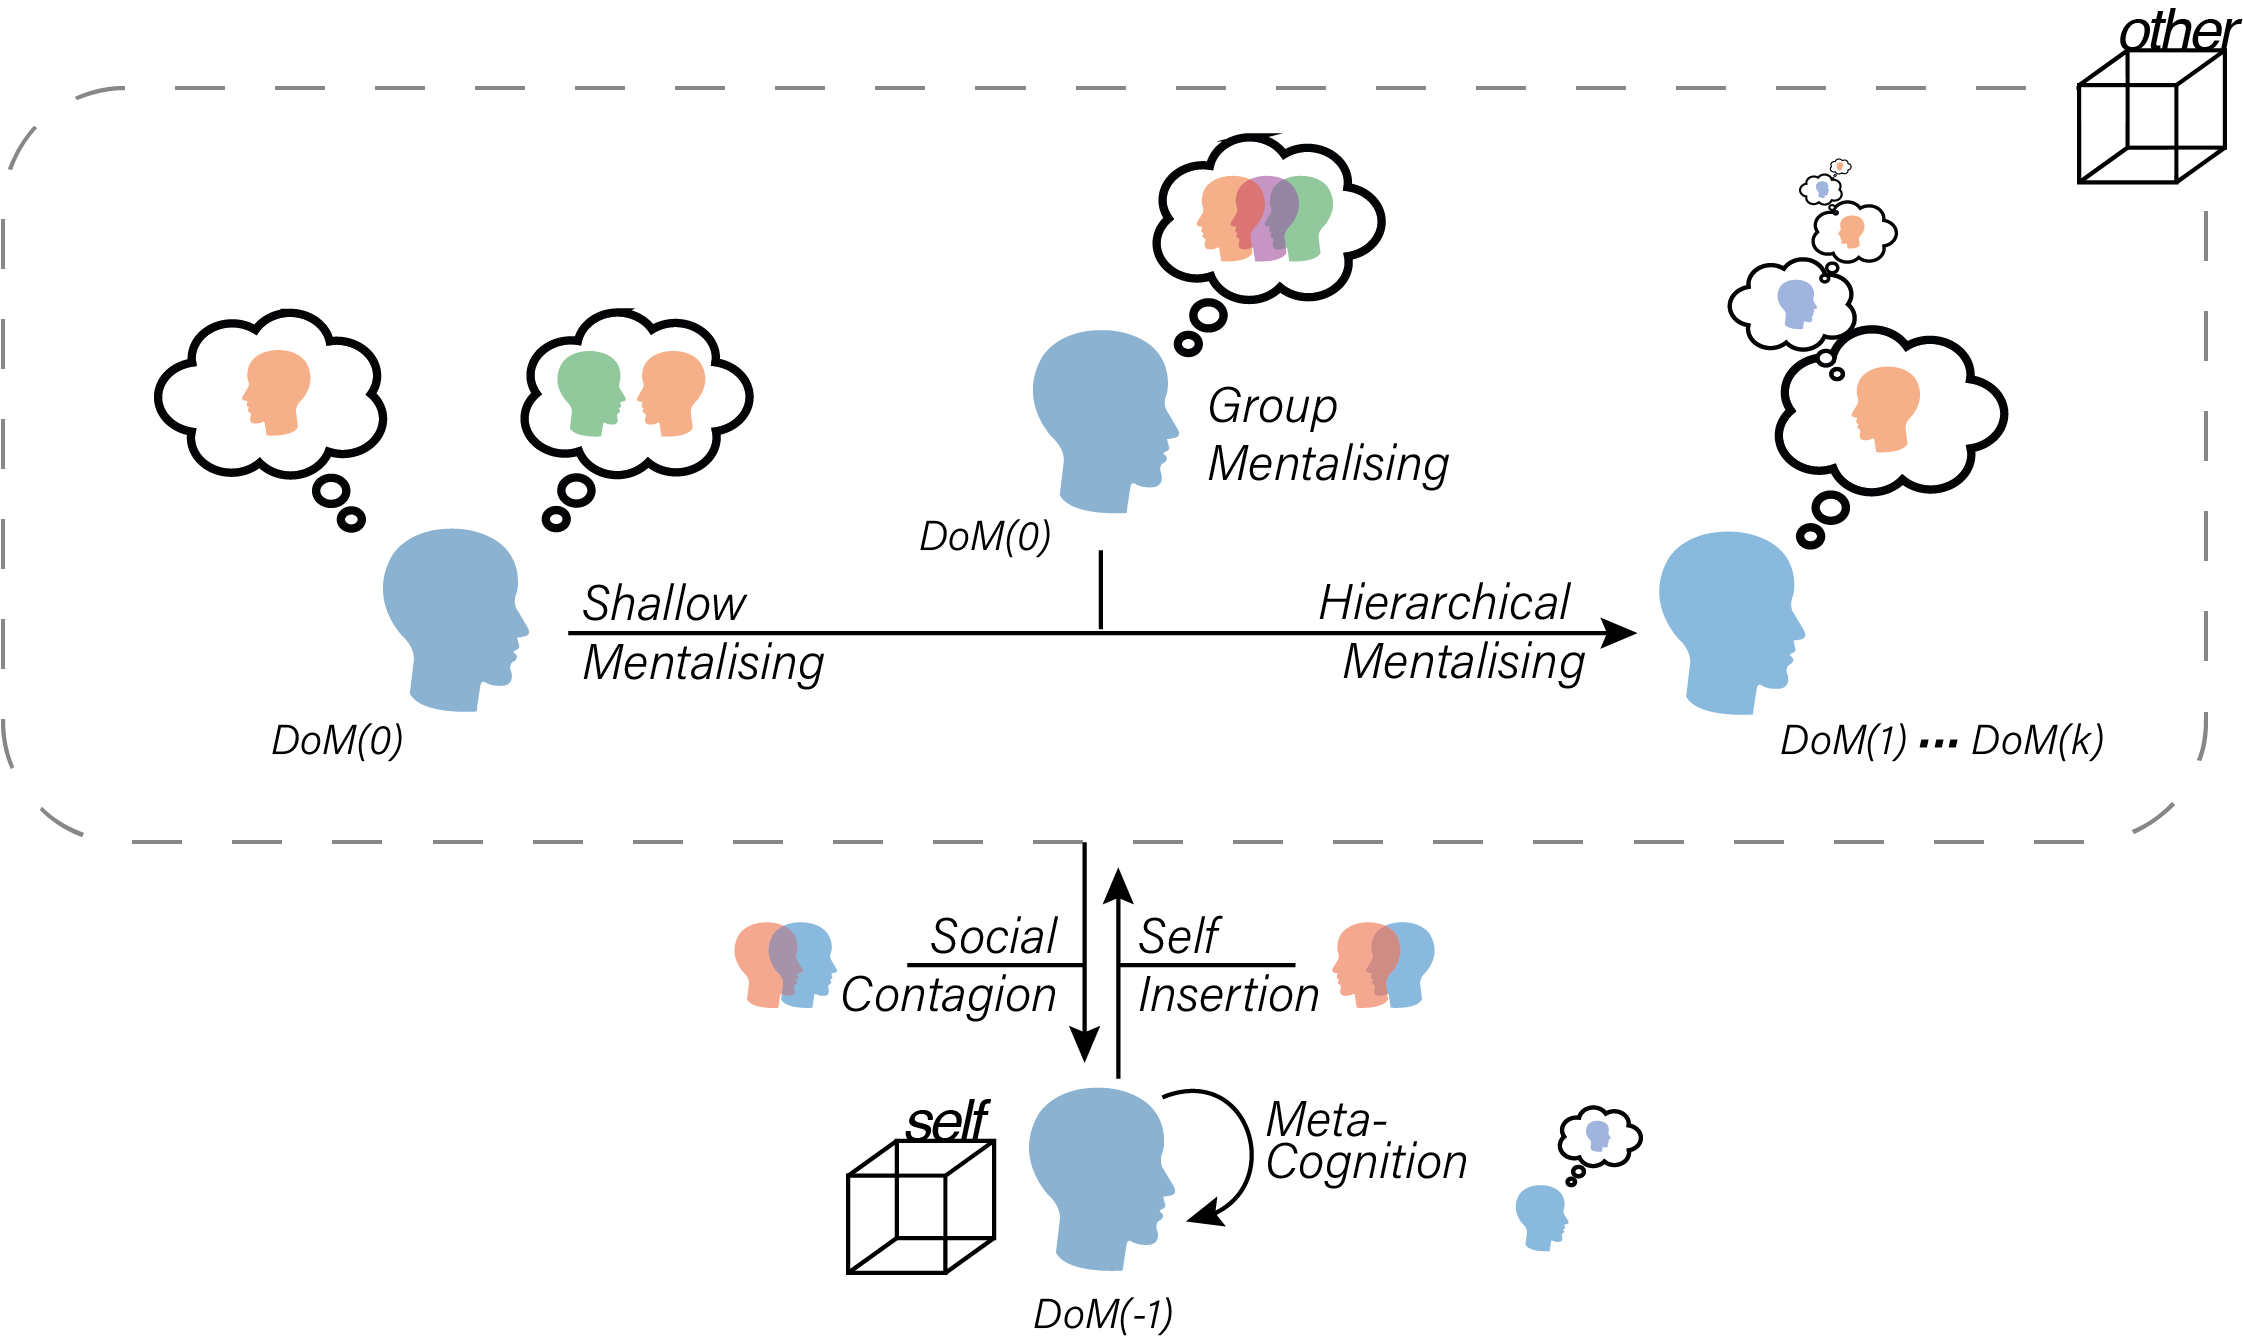 other
Group
Mentalising
DoM(0)
Shallow
Mentalising
Hierarchical
Mentalising
DoM(0)
DoM(1) ... DoM(k)
Social
Contagion
Self
Insertion
self
Meta-
Cognition
DoM(-1)